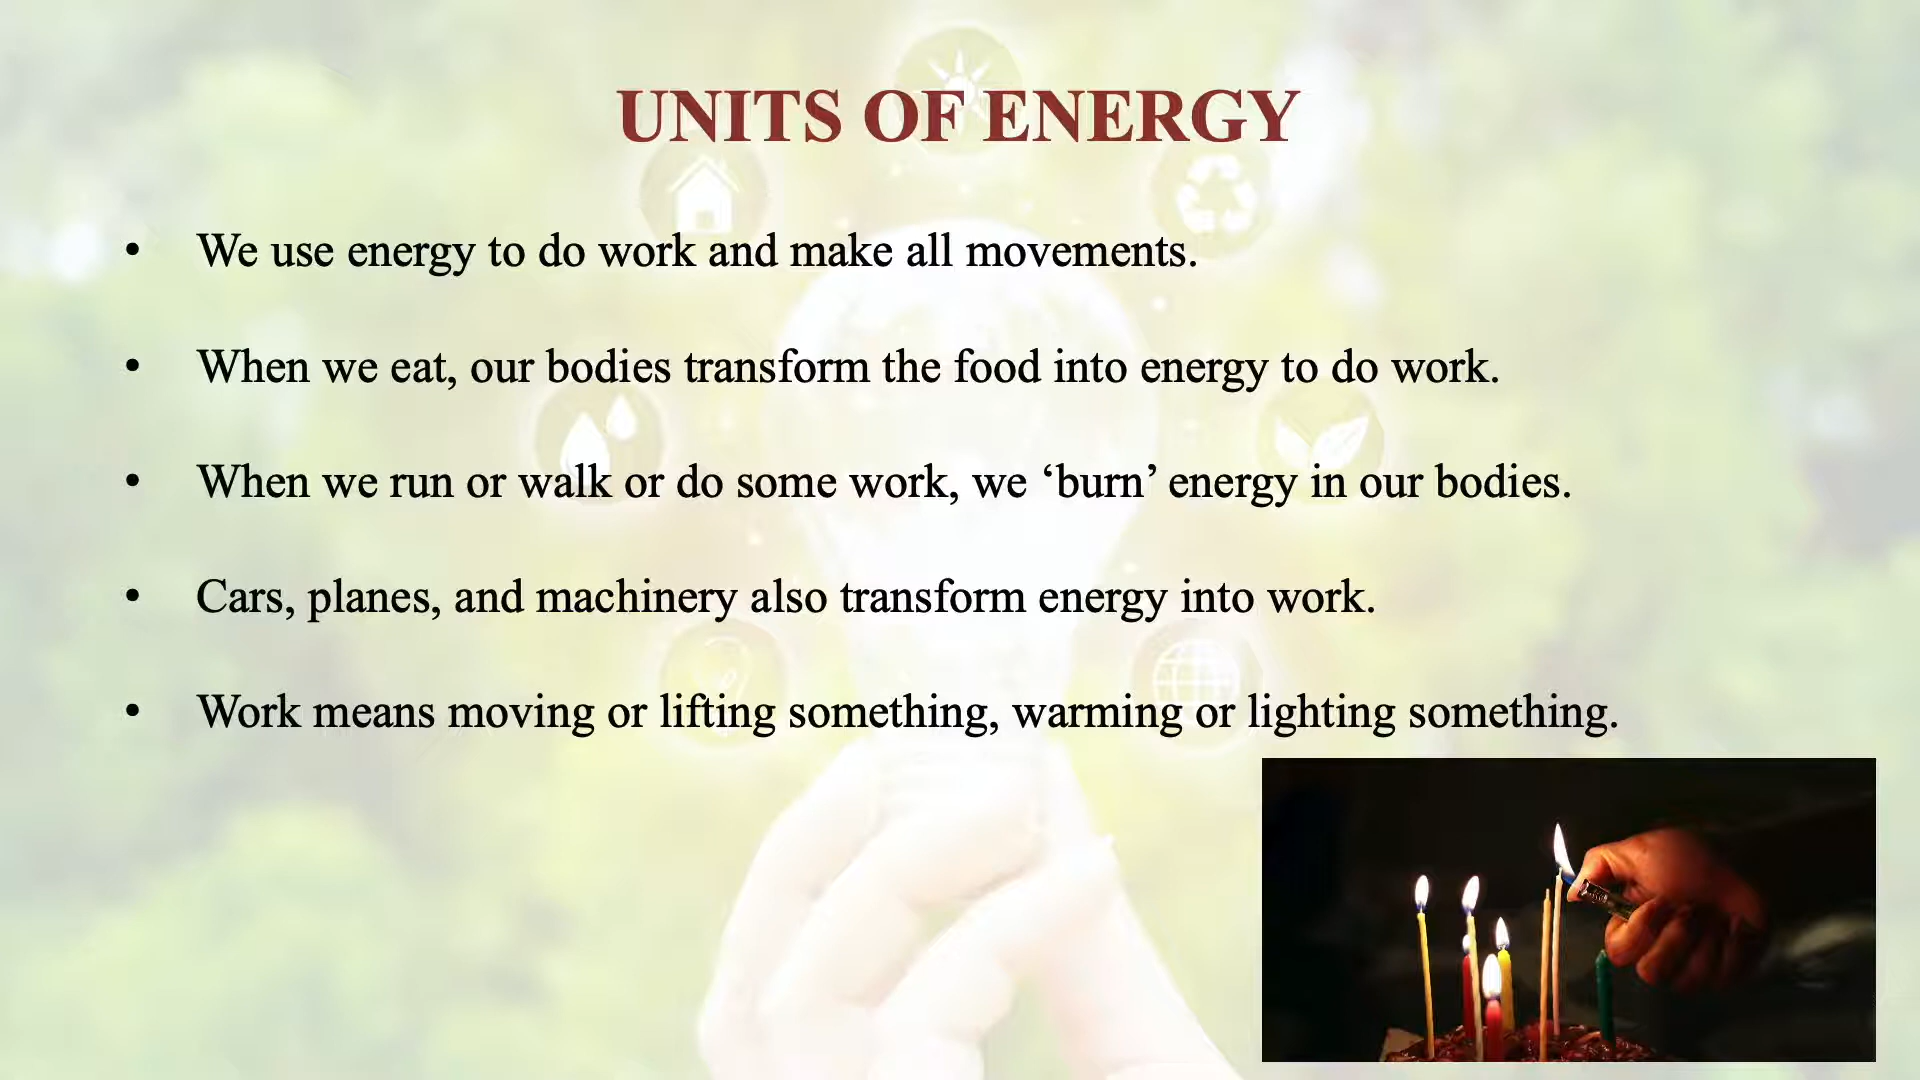 UNITS OF ENERGY
• We use energy to do work and make all movements.
• When we eat, our bodies transform the food into energy to do work.
• When we run or walk or do some work, we ‘burn’ energy in our bodies.
• Cars, planes, and machinery also transform energy into work.
• Work means moving or lifting something, warming or lighting something.